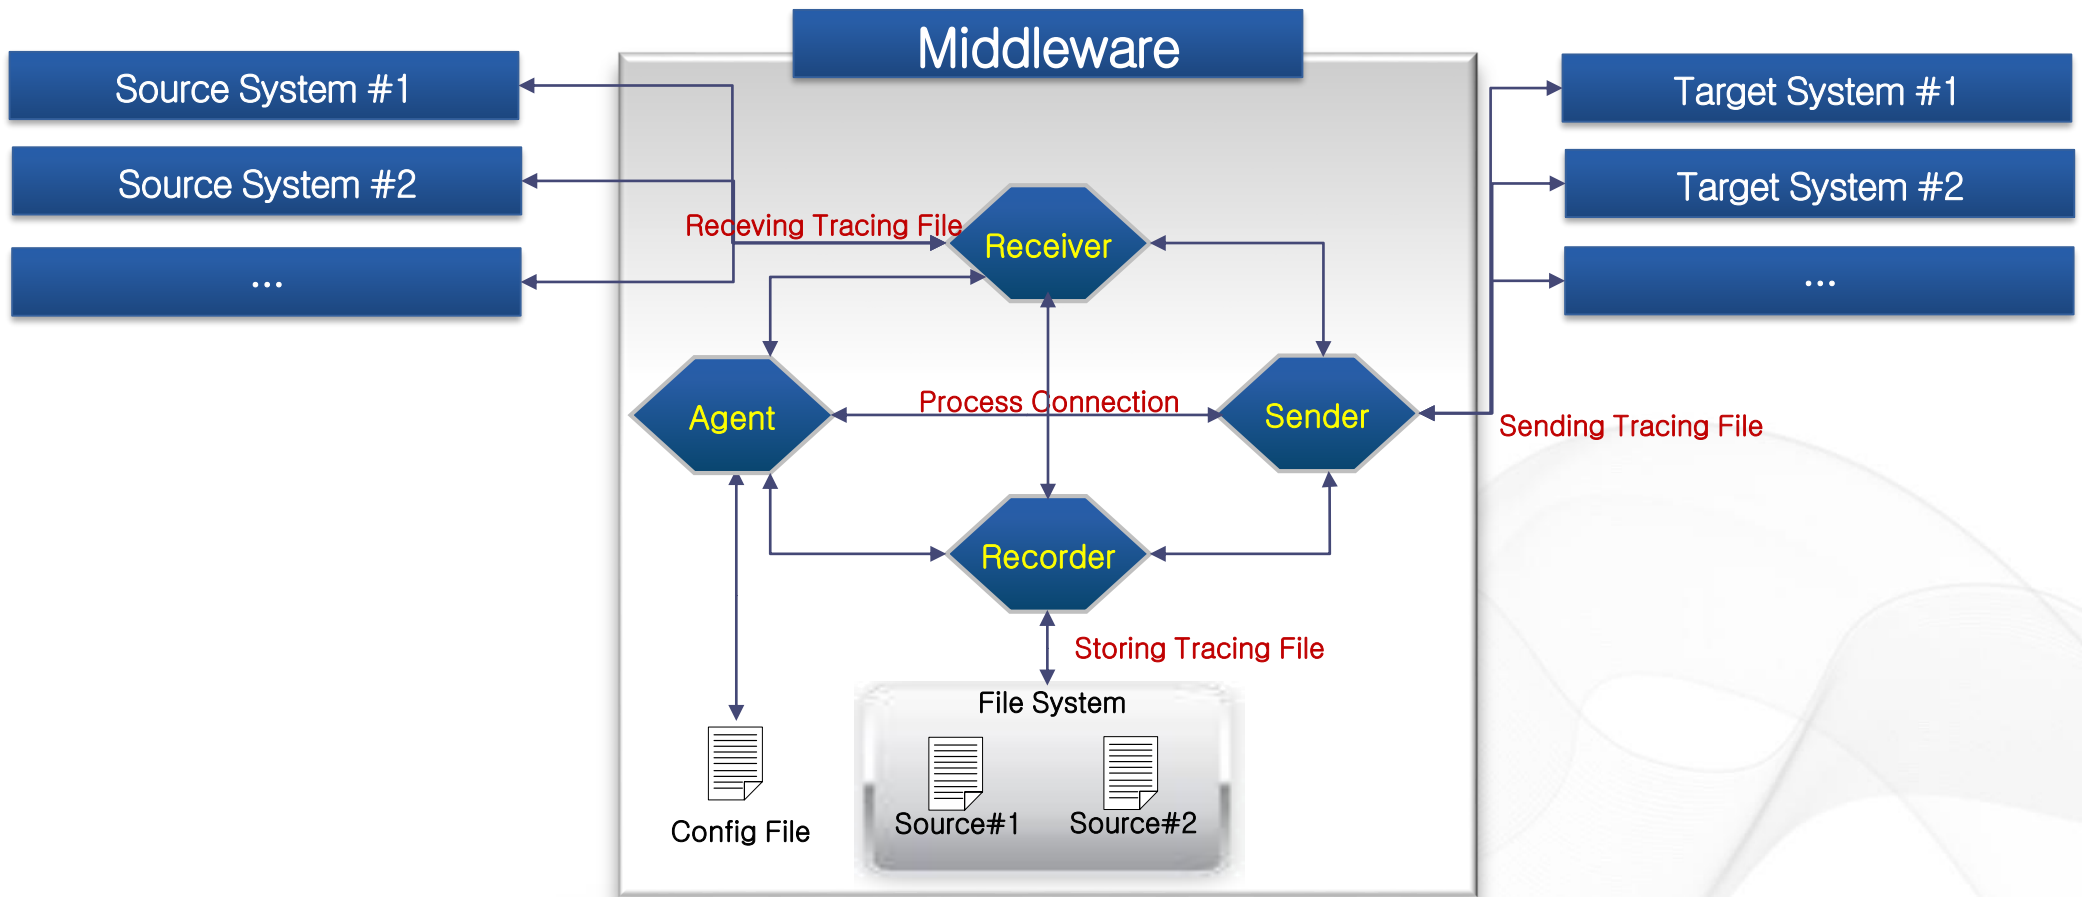 Middleware
Source System #1
Source System #2
...
Target System #1
Target System #2
...
Receving Tracing File
Receiver
Agent
Process Connection
Sender
Sending Tracing File
Recorder
Storing Tracing File
File System
Source#1
Source#2
Config File